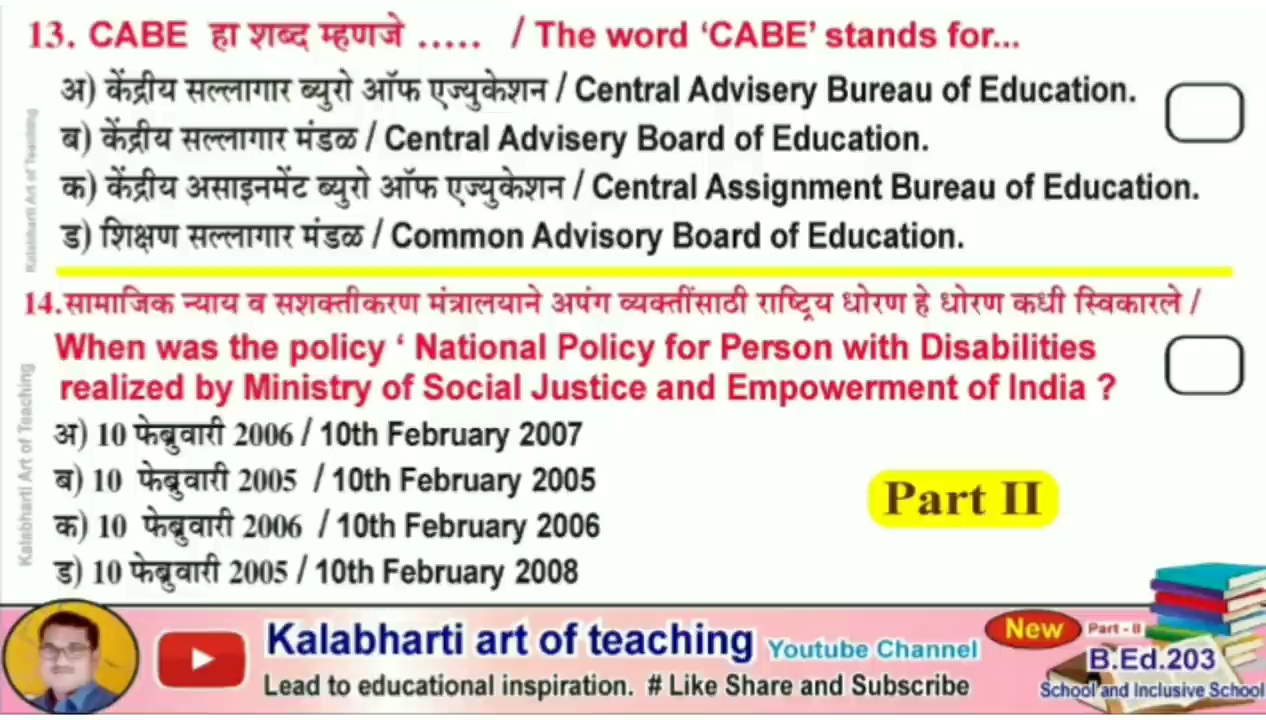 13. CABE हा शब्द म्हणजे ..... / The word ‘CABE’ stands for...
अ) केंद्रीय सल्लागार ब्युरो ऑफ एज्युकेशन / Central Advisery Bureau of Education.
ब) केंद्रीय सल्लागार मंडळ / Central Advisery Board of Education.
क) केंद्रीय असाइनमेंट ब्युरो ऑफ एज्युकेशन / Central Assignment Bureau of Education.
ड) शिक्षण सल्लागार मंडळ / Common Advisory Board of Education.
Kalabharti Art of Teaching
14.सामाजिक न्याय व सशक्तीकरण मंत्रालयाने अपंग व्यक्तींसाठी राष्ट्रिय धोरण हे धोरण कधी स्विकारले /
When was the policy ‘ National Policy for Person with Disabilities
realized by Ministry of Social Justice and Empowerment of India ?
अ) 10 फेब्रुवारी 2006 / 10th February 2007
ब) 10 फेब्रुवारी 2005 / 10th February 2005
क) 10 फेब्रुवारी 2006 / 10th February 2006
ड) 10 फेब्रुवारी 2005 / 10th February 2008
Kalabharti Art of Teaching
Part II
Kalabharti art of teaching Youtube Channel
Lead to educational inspiration. # Like Share and Subscribe
New Part - II
B.Ed.203
School and Inclusive School